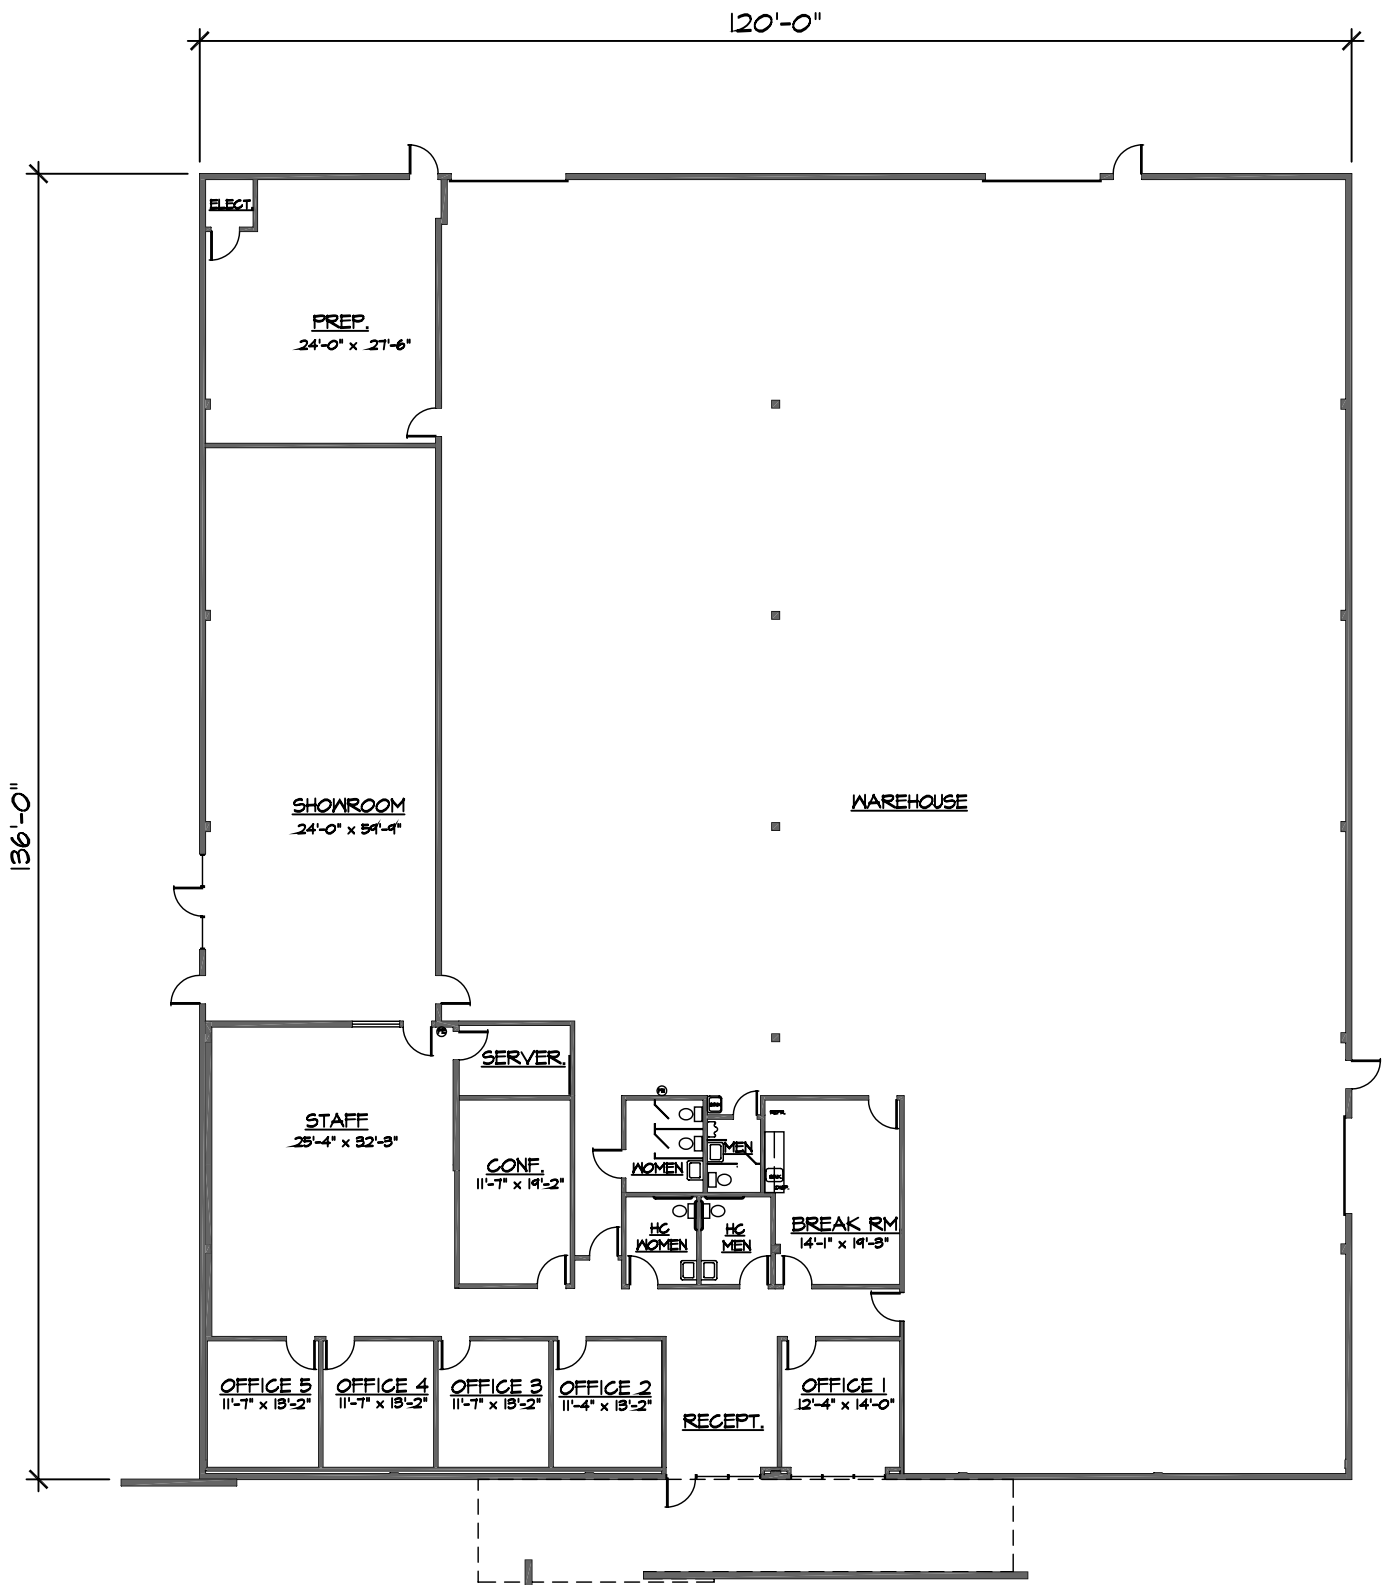 120'-0"
136'-0"
ELECT.
PREP.
24'-0" x 27'-6"
SHOWROOM
24'-0" x 59'-9"
WAREHOUSE
SERVER.
STAFF
25'-4" x 32'-3"
CONF.
11'-7" x 19'-2"
WOMEN
MEN
REFR.
BREAK RM
14'-1" x 19'-3"
HC
WOMEN
HC
MEN
OFFICE 5
11'-7" x 13'-2"
OFFICE 4
11'-7" x 13'-2"
OFFICE 3
11'-7" x 13'-2"
OFFICE 2
11'-4" x 13'-2"
RECEPT.
OFFICE 1
12'-4" x 14'-0"